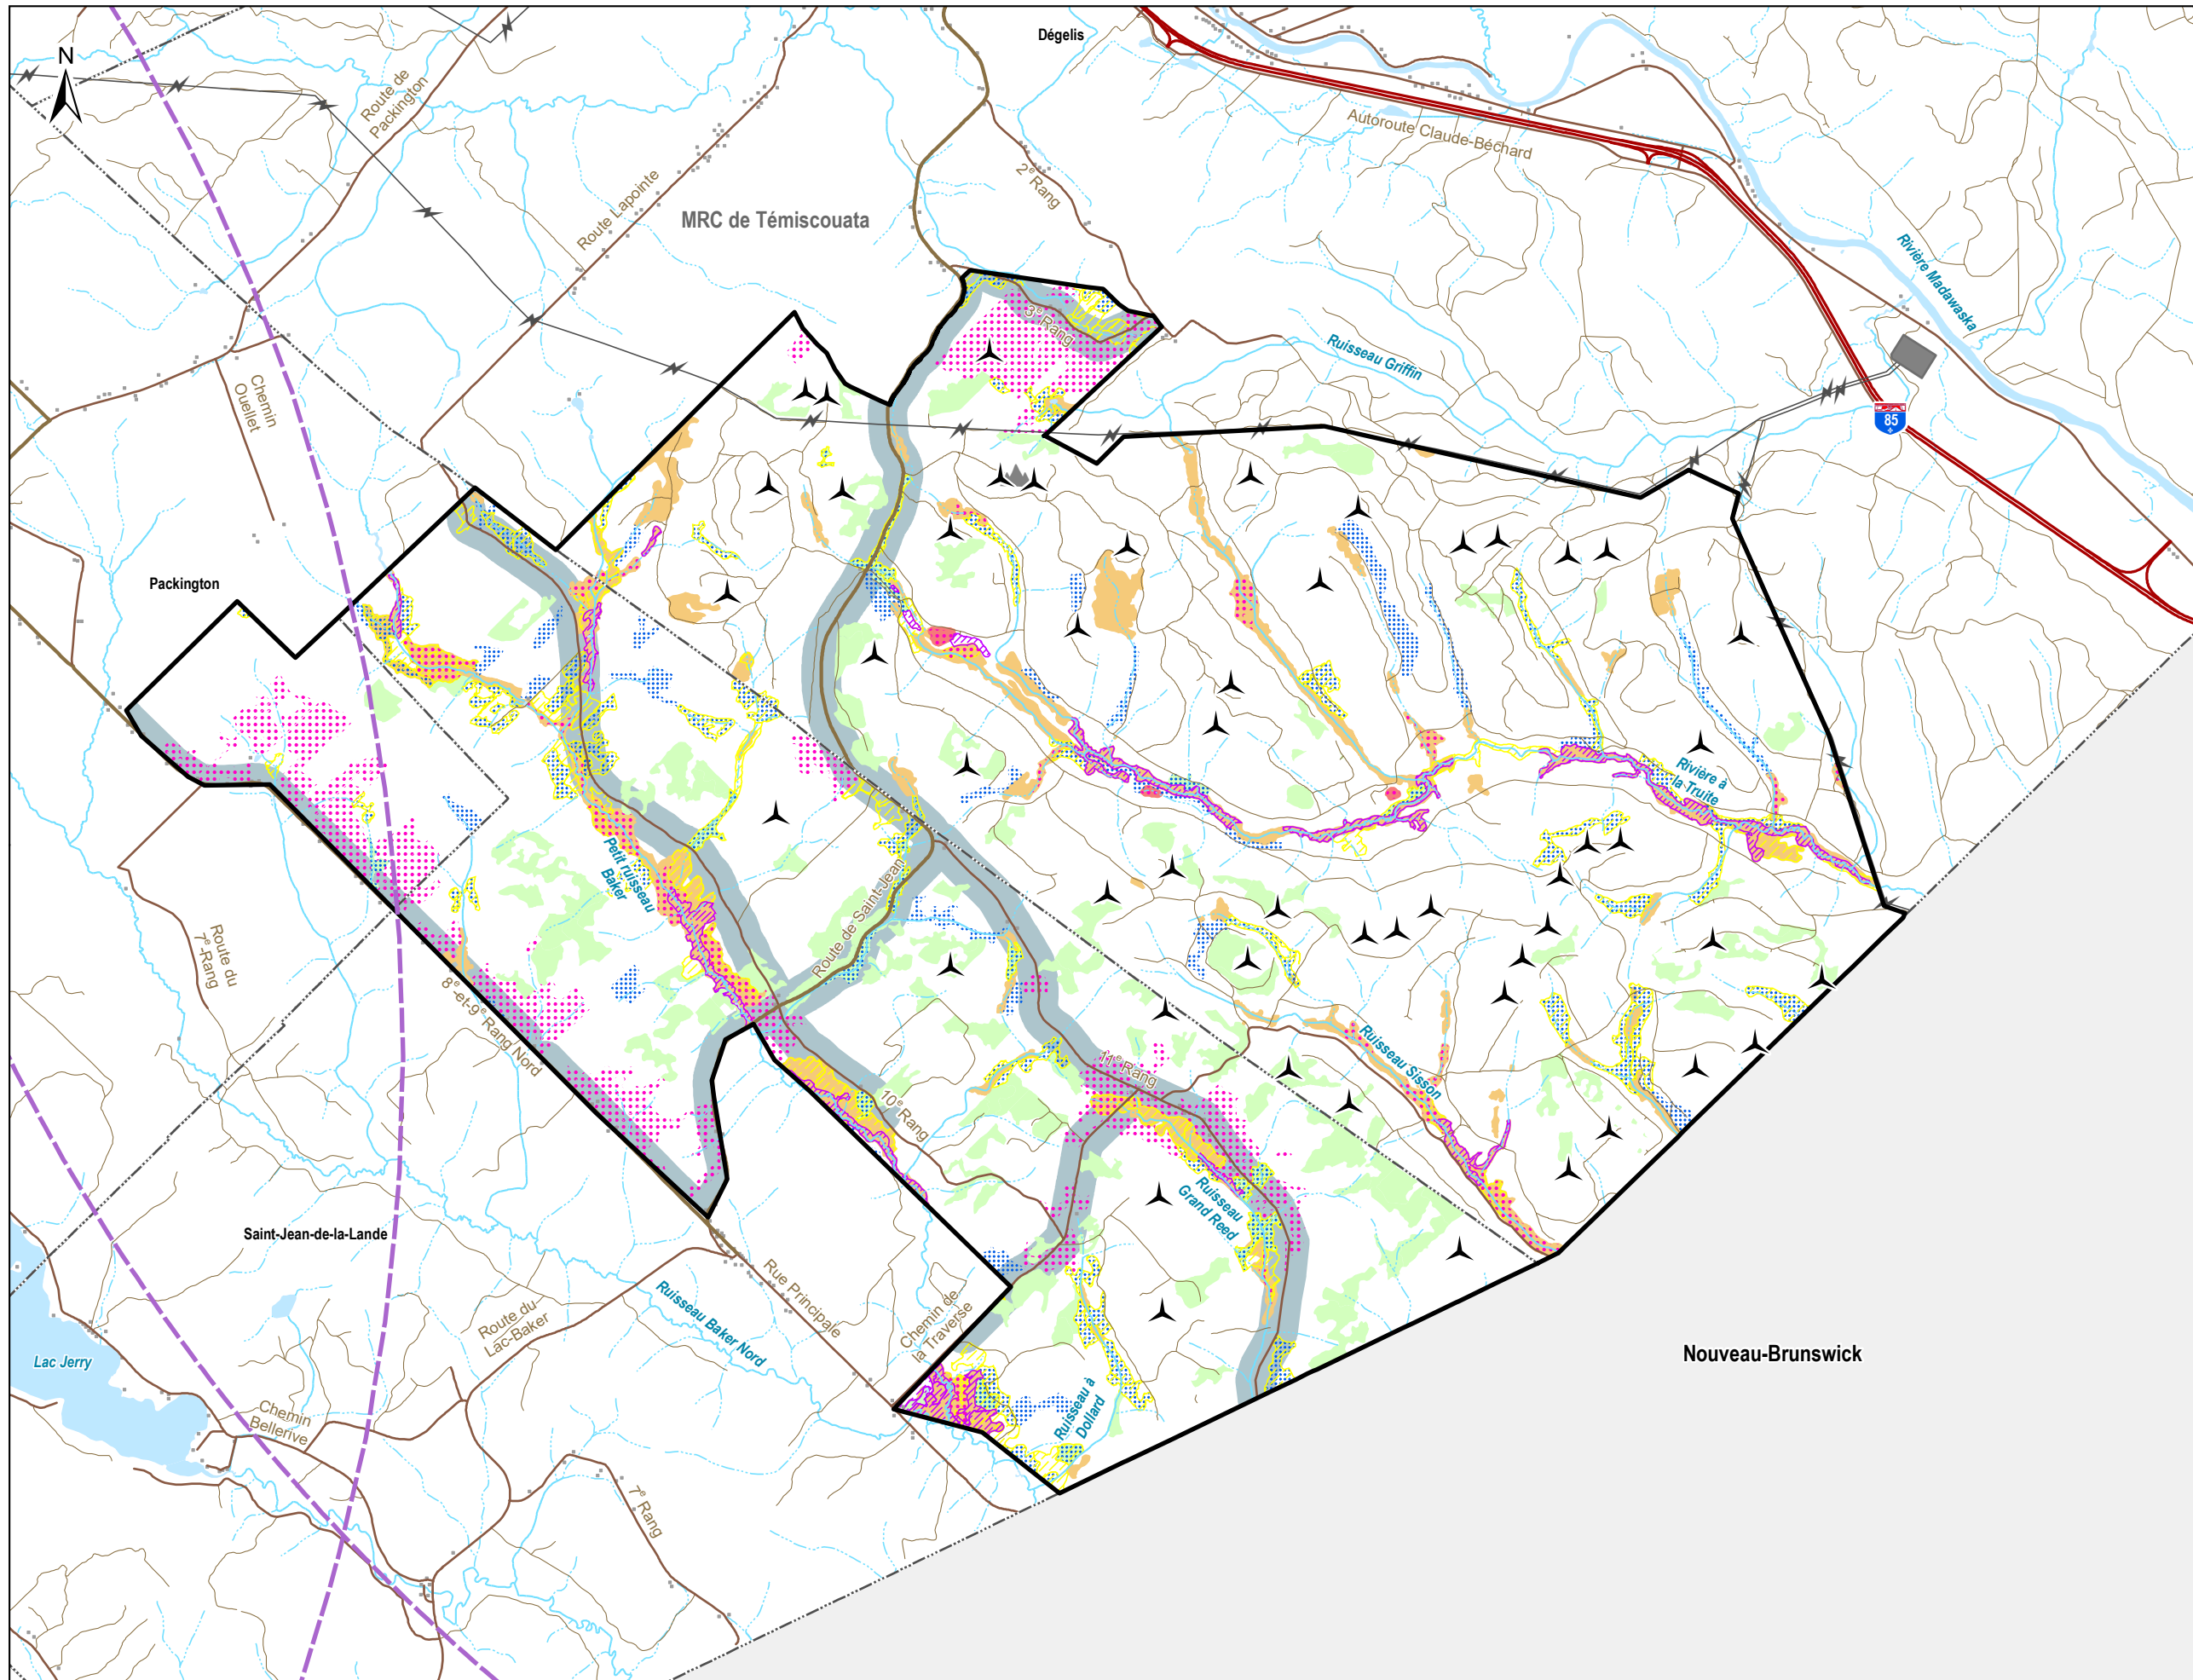 Dégelis
N
Route de
Packington
Autoroute Claude-Béchard
2e Rang
Route Lapointe
MRC de Témiscouata
Rivière Madawaska
3e Rang
Ruisseau Griffin
Chemin
Ouellet
85
Packington
Rivière à
la Truite
Petit ruisseau
Baker
Route de Saint-Jean
Route du
7e-Rang
8e-et-9e Rang Nord
11e Rang
Ruisseau Sisson
10e Rang
Ruisseau
Grand Reed
Saint-Jean-de-la-Lande
Rue Principale
Ruisseau Baker Nord
Chemin de
la Traverse
Route du-
Lac-Baker
Nouveau-Brunswick
Lac Jerry
Chemin
Bellerive
Ruisseau à
Dollard
7e Rang